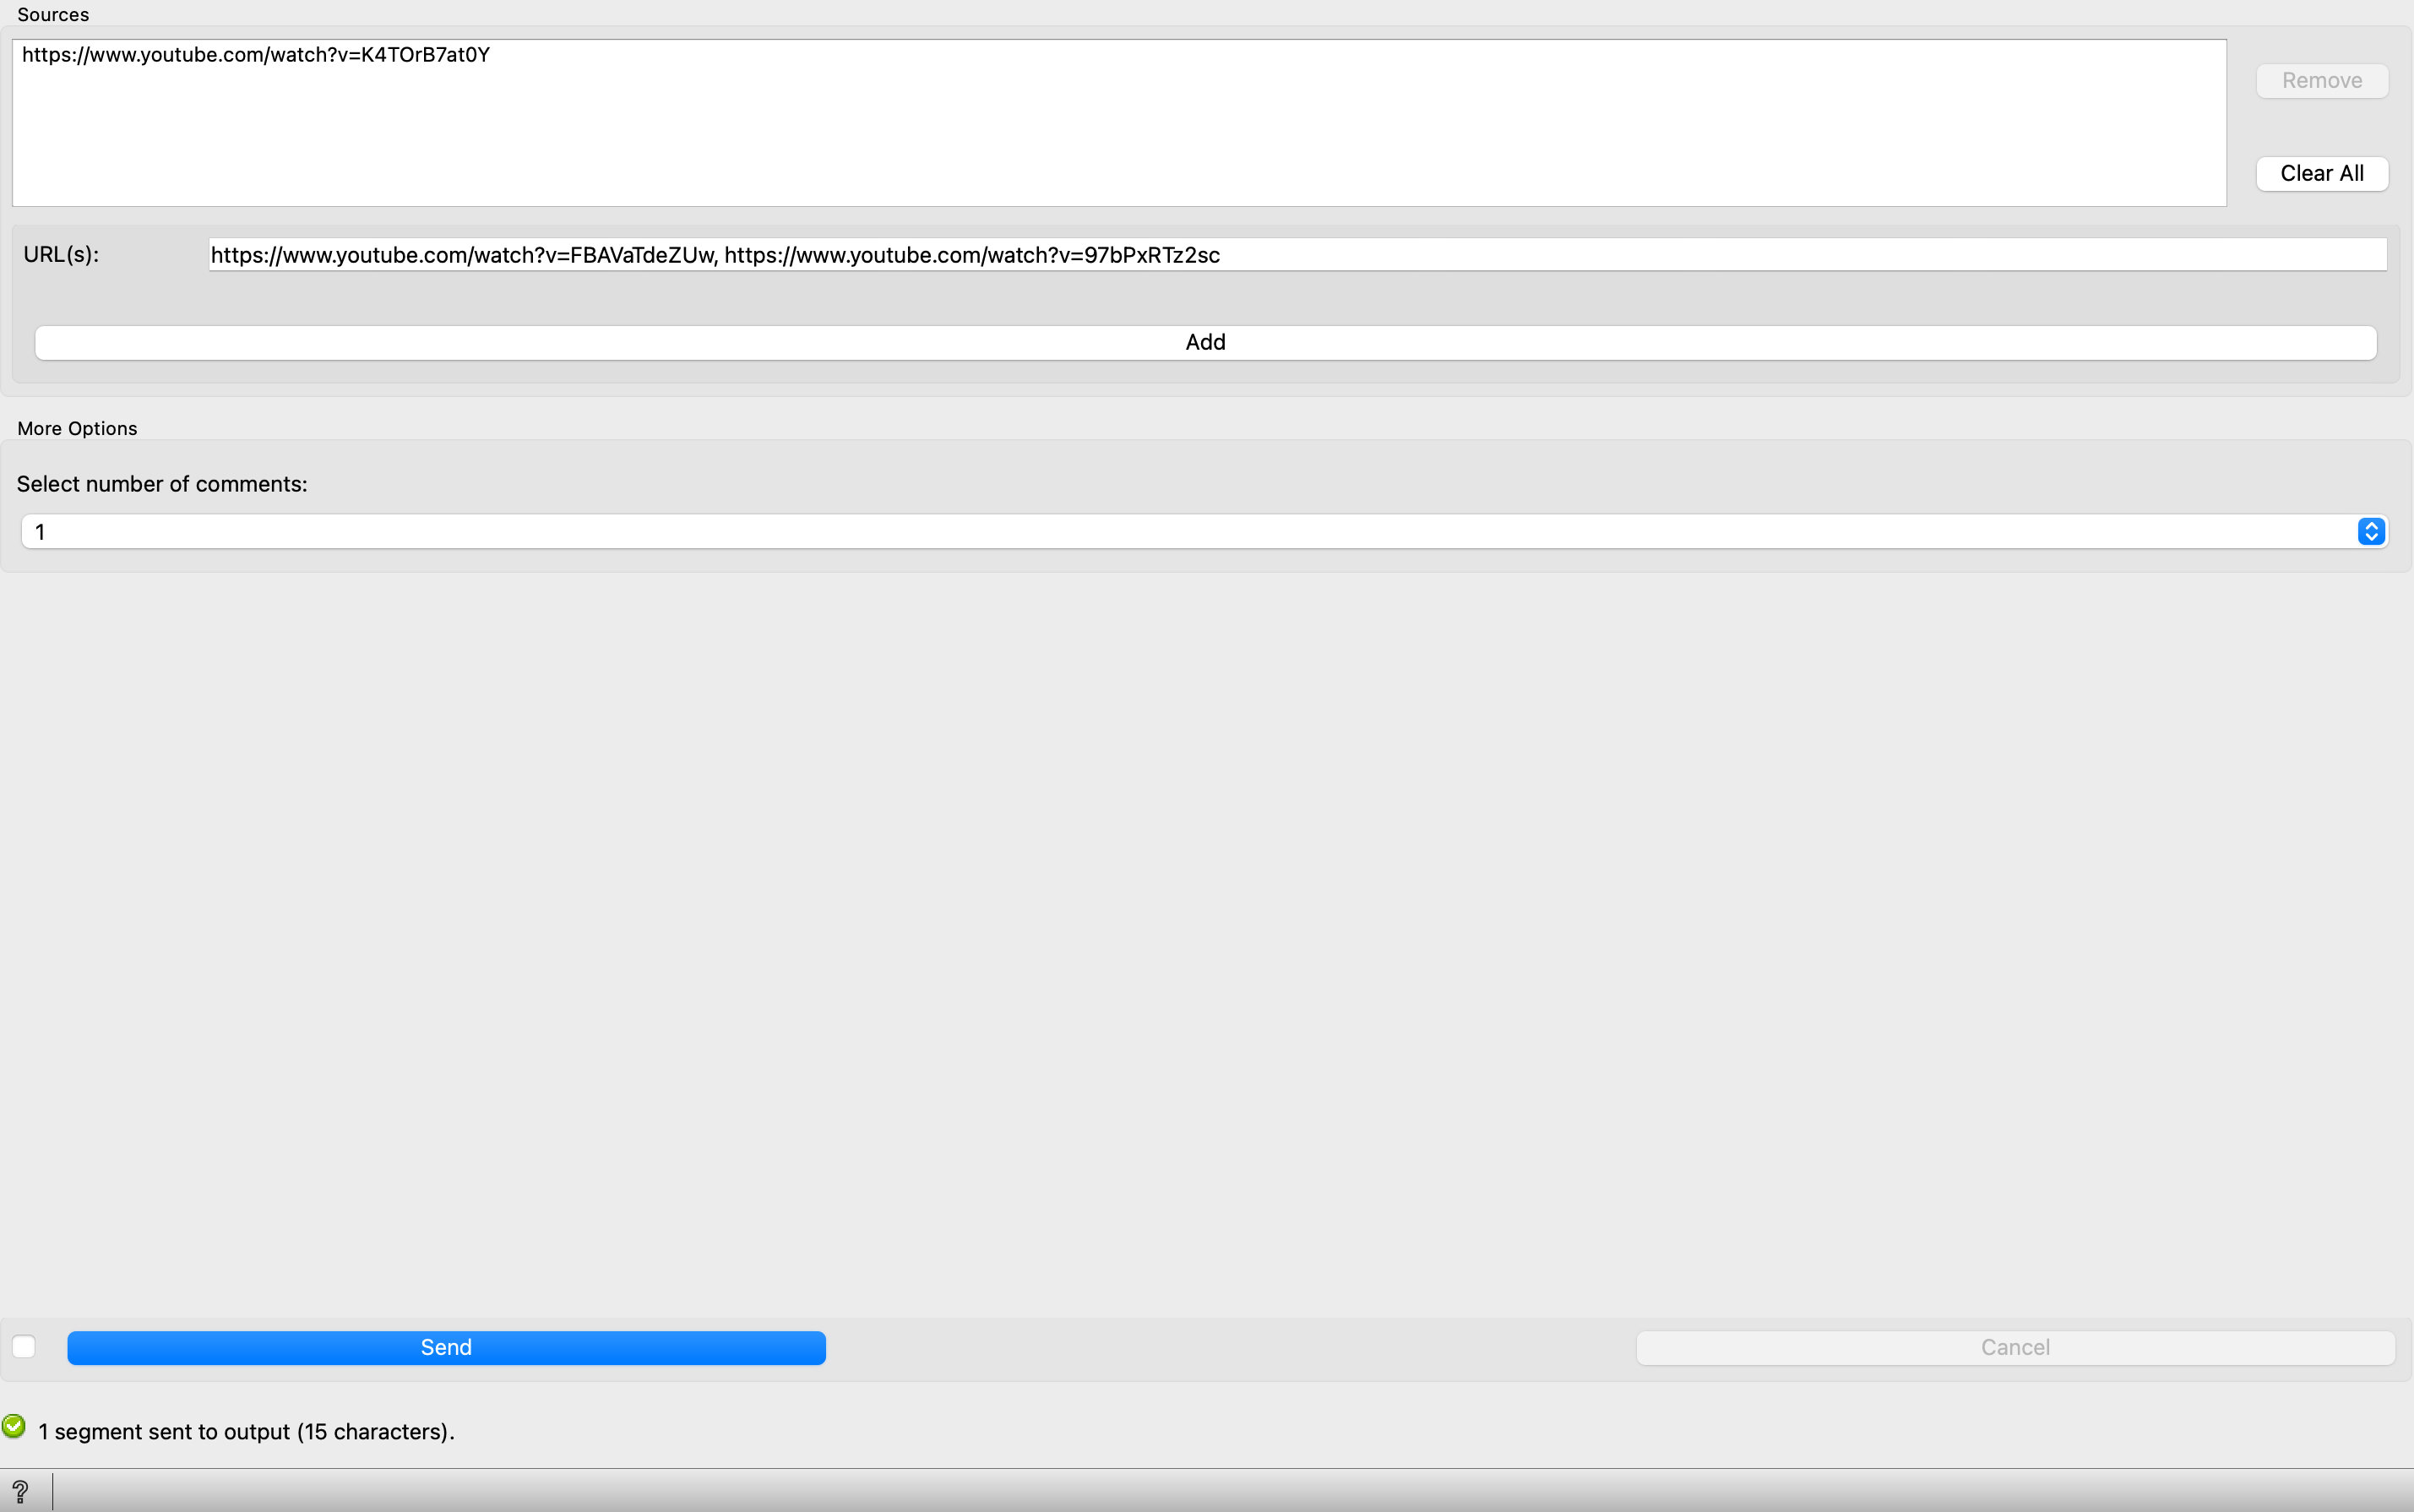 Sources
https://www.youtube.com/watch?v=K4TOrB7at0Y
Remove
Clear All
URL(s):
https://www.youtube.com/watch?v=FBAVaTdeZUw, https://www.youtube.com/watch?v=97bPxRTz2sc
Add
More Options
Select number of comments:
1
Send
Cancel
1 segment sent to output (15 characters).
?